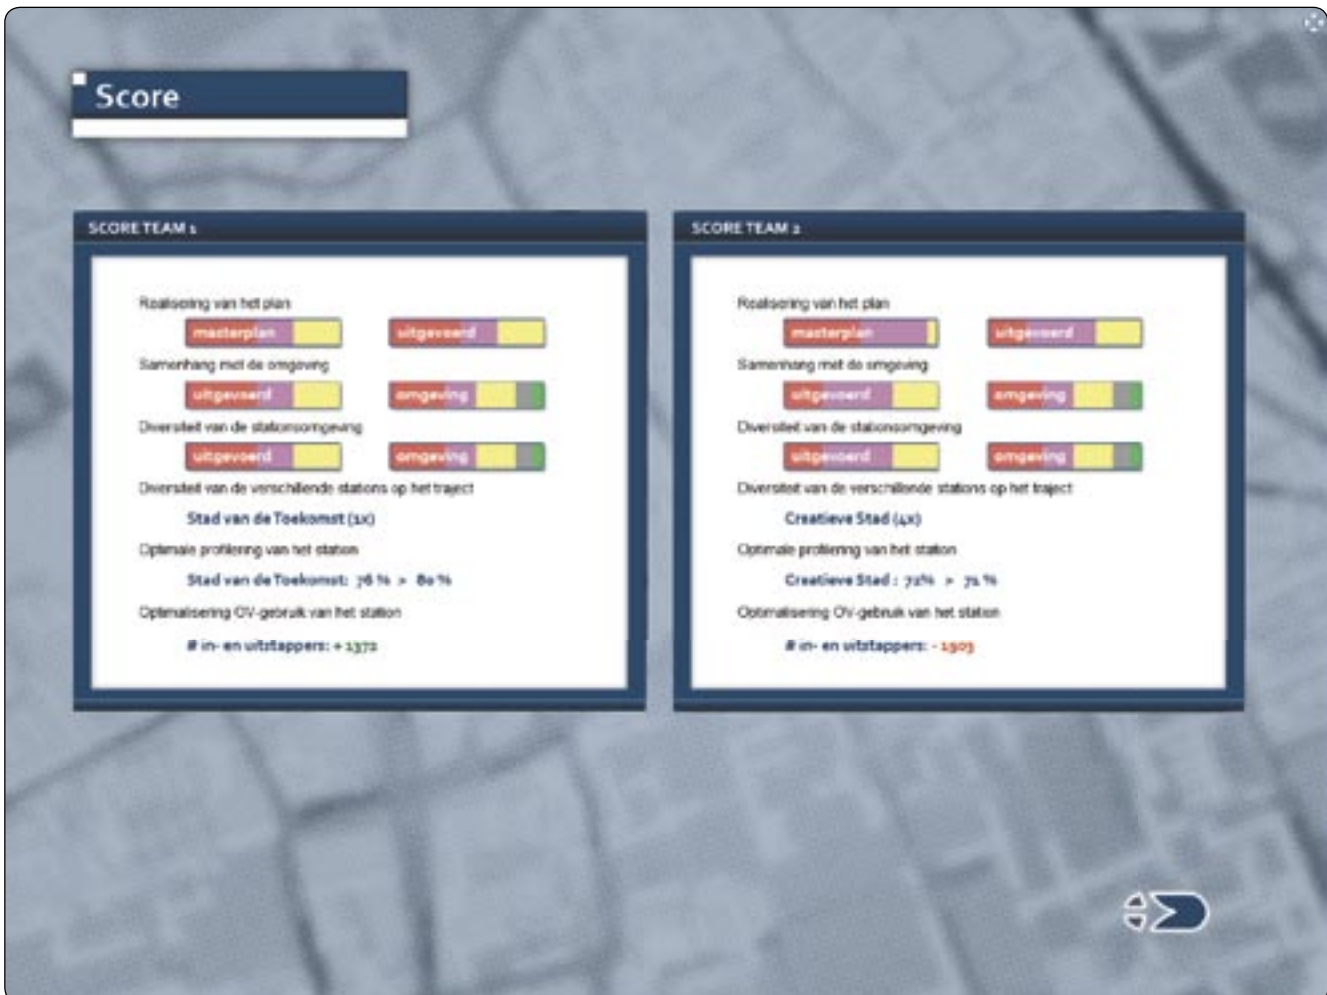 Score
SCORE TEAM 1
Realisering van het plan
masterplan uitgevoerd
Samenhang met de omgeving
uitgevoerd omgeving
Diversiteit van de stationsomgeving
uitgevoerd omgeving
Diversiteit van de verschillende stations op het traject
Stad van de Toekomst (1x)
Optimale profilering van het station
Stad van de Toekomst: 76 % > 80 %
Optimalisering OV-gebruik van het station
# in- en uitstappers: + 1372
SCORE TEAM 2
Realisering van het plan
masterplan uitgevoerd
Samenhang met de omgeving
uitgevoerd omgeving
Diversiteit van de stationsomgeving
uitgevoerd omgeving
Diversiteit van de verschillende stations op het traject
Creatieve Stad (4x)
Optimale profilering van het station
Creatieve Stad : 72% > 71 %
Optimalisering OV-gebruik van het station
# in- en uitstappers: - 1903